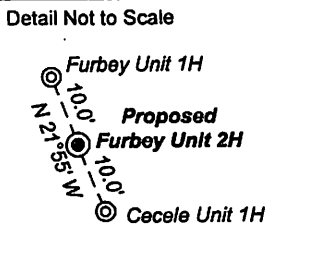 Detail Not to Scale
Furbey Unit 1H
10.0'
Proposed
Furbey Unit 2H
N 21°55' W
10.0'
Cecele Unit 1H